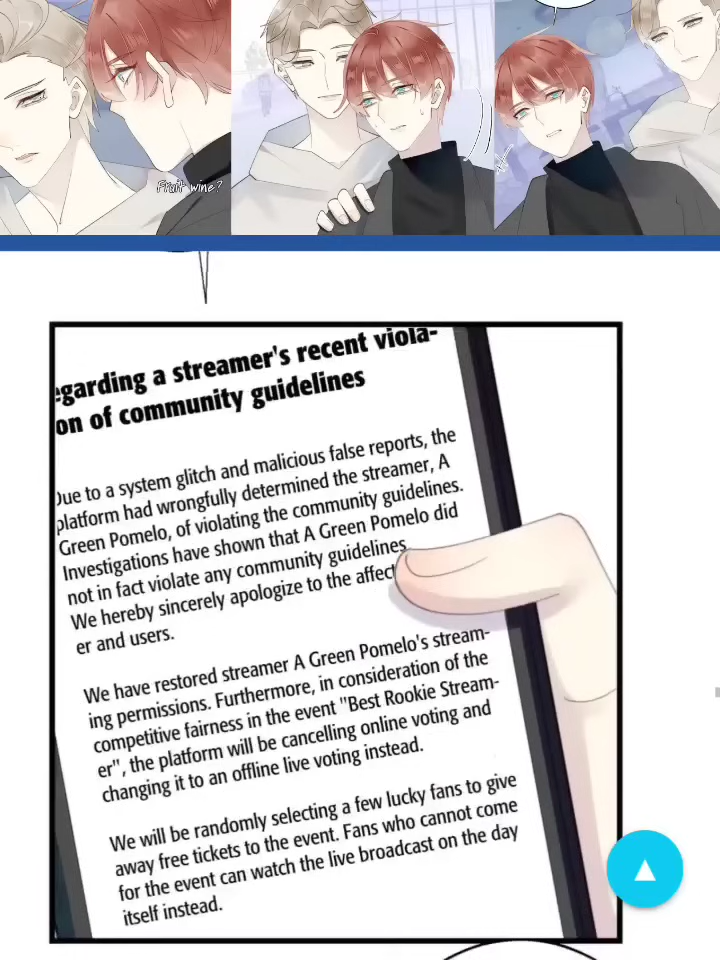 Fruit wine?
egarding a streamer's recent viola-
on of community guidelines
Due to a system glitch and malicious false reports, the
platform had wrongfully determined the streamer, A
Green Pomelo, of violating the community guidelines.
Investigations have shown that A Green Pomelo did
not in fact violate any community guidelines
We hereby sincerely apologize to the affect
er and users.
We have restored streamer A Green Pomelo's stream-
ing permissions. Furthermore, in consideration of the
competitive fairness in the event "Best Rookie Stream-
er", the platform will be cancelling online voting and
changing it to an offline live voting instead.
We will be randomly selecting a few lucky fans to give
away free tickets to the event. Fans who cannot come
for the event can watch the live broadcast on the day
itself instead.